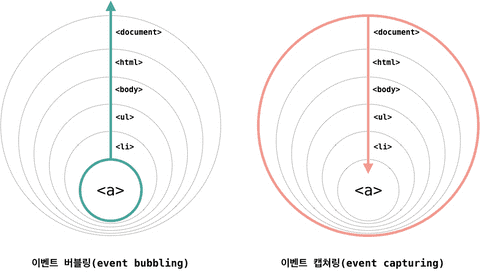 <document>
<html>
<body>
<ul>
<li>
<a>
이벤트 버블링(event bubbling)
<document>
<html>
<body>
<ul>
<li>
<a>
이벤트 캡쳐링(event capturing)